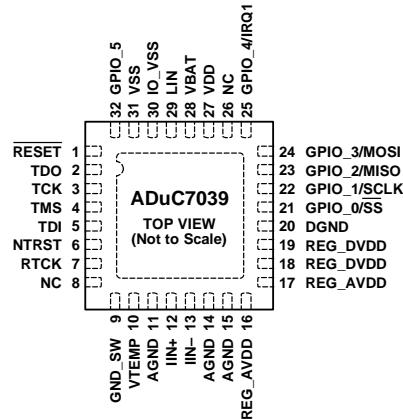 32 GPIO_5
31 VSS
30 IO_VSS
29 LIN
28 VBAT
27 VDD
26 NC
25 GPIO_4/IRQ1
RESET 1
TDO 2
TCK 3
TMS 4
TDI 5
NTRST 6
RTCK 7
NC 8
ADuC7039
TOP VIEW
(Not to Scale)
24 GPIO_3/MOSI
23 GPIO_2/MISO
22 GPIO_1/SCLK
21 GPIO_0/SS
20 DGND
19 REG_DVDD
18 REG_DVDD
17 REG_AVDD
GND_SW 9
VTEMP 10
AGND 11
IIN+ 12
IIN– 13
AGND 14
AGND 15
REG_AVDD 16